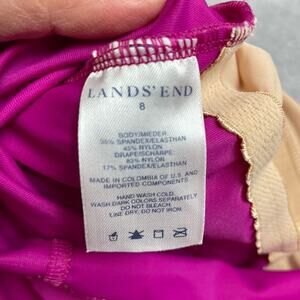 LANDS' END
8
BODY/MIEDER
35% SPANDEX/ELASTHAN
45% NYLON
DRAPE/SCHARPE
83% NYLON
17% SPANDEX/ELASTHAN
MADE IN COLOMBIA OF U.S AND
IMPORTED COMPONENTS
HAND WASH COLD.
WASH DARK COLORS SEPARATELY
DO NOT BLEACH.
LINE DRY. DO NOT IRON.